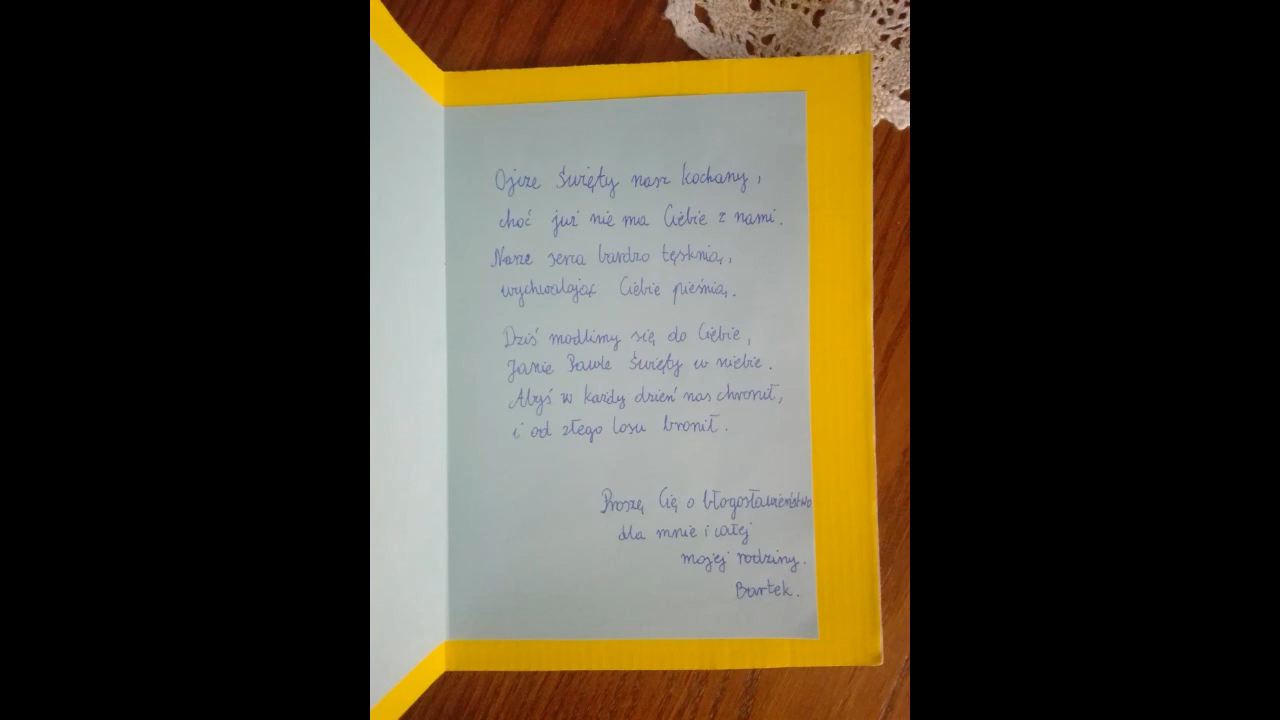 Ojcze Święty nasz kochany,
choć już nie ma Ciebie z nami.
Nasze serca bardzo tęsknią,
wychwalając Ciebie pieśnią.
Dziś modlimy się do Ciebie,
Janie Pawle Święty w niebie.
Abyś w każdy dzień nas chronił,
i od złego losu bronił.
Proszę Cię o błogosławieństwo
dla mnie i całej
mojej rodziny.
Bartek.